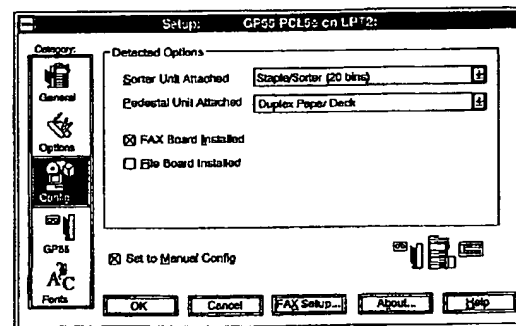 Setup: GP55 PCL5e on LPT2:
Category:
General
Options
Config
GP55
Fonts
Detected Options
Sorter Unit Attached Staple/Sorter (20 bins)
Pedestal Unit Attached Duplex Paper Deck
FAX Board Installed
File Board Installed
Set to Manual Config
OK Cancel FAX Setup... About... Help